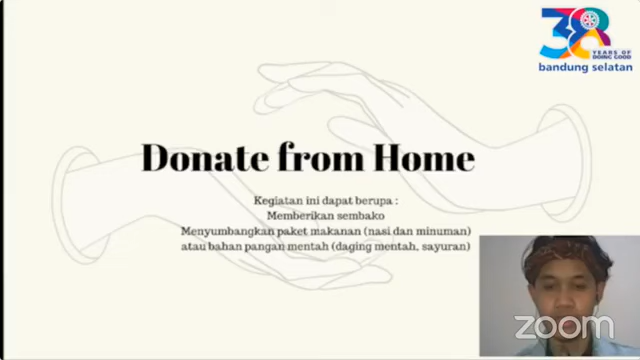 38
YEARS OF
DOING GOOD
bandung selatan
Donate from Home
Kegiatan ini dapat berupa :
Memberikan sembako
Menyumbangkan paket makanan (nasi dan minuman)
atau bahan pangan mentah (daging mentah, sayuran)
zoom